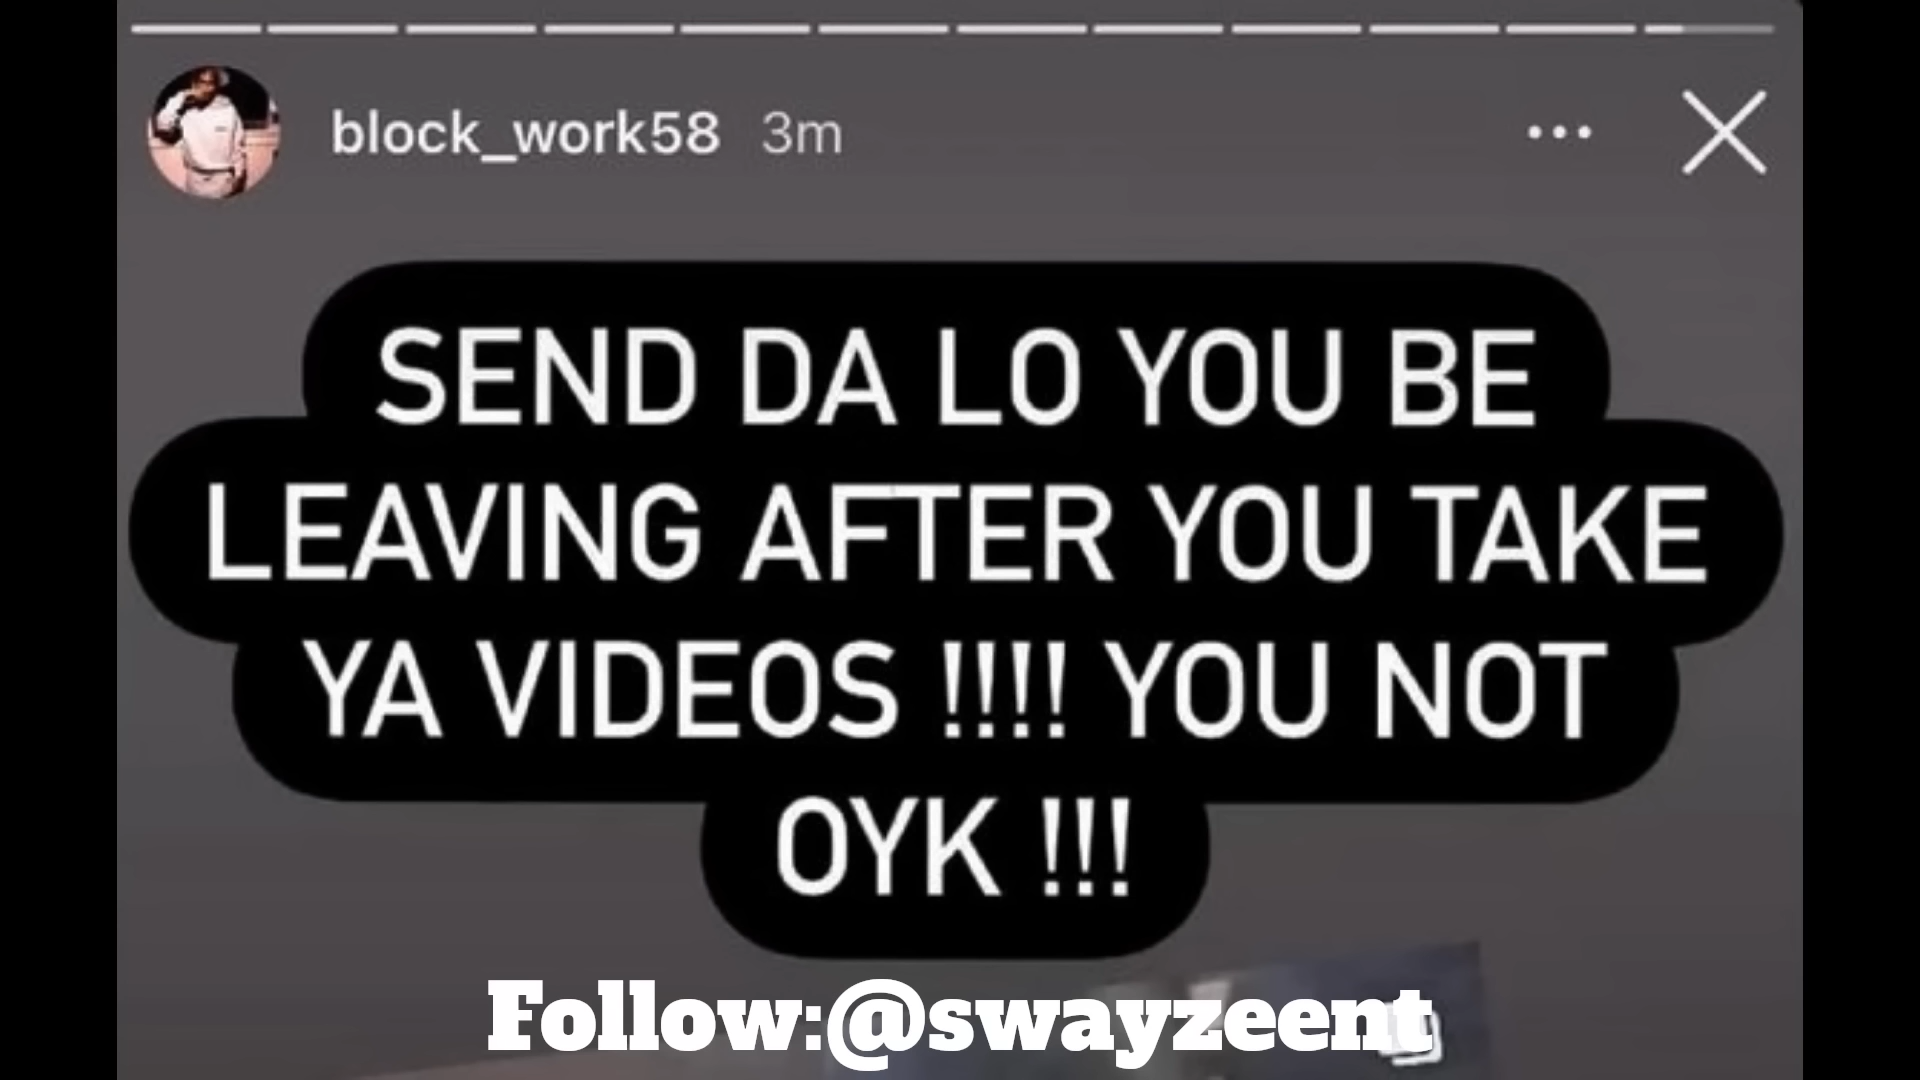 block_work58 3m
SEND DA LO YOU BE
LEAVING AFTER YOU TAKE
YA VIDEOS !!!! YOU NOT
OYK !!!
Follow:@swayzeent